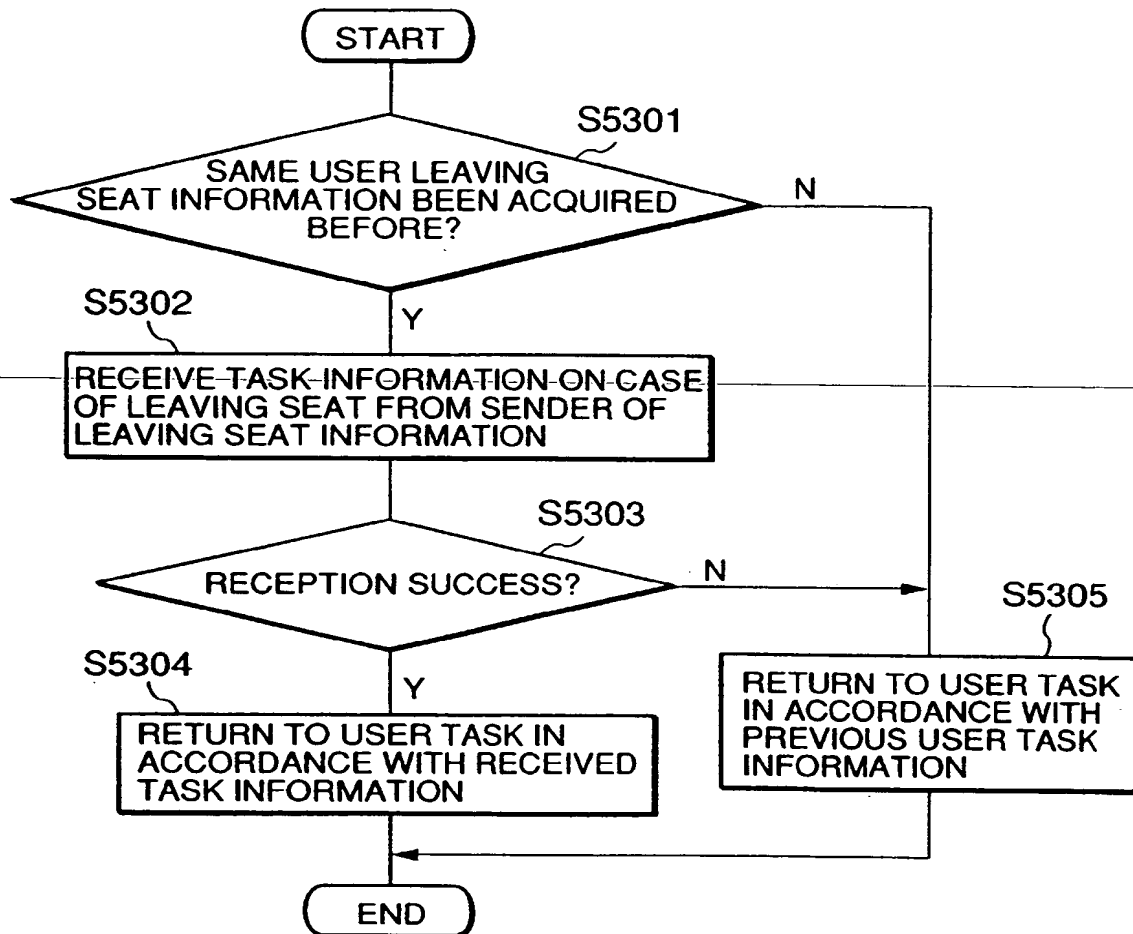 START
S5301
SAME USER LEAVING
SEAT INFORMATION BEEN ACQUIRED
BEFORE?
N
Y
S5302
RECEIVE TASK INFORMATION ON CASE
OF LEAVING SEAT FROM SENDER OF
LEAVING SEAT INFORMATION
S5303
RECEPTION SUCCESS?
N
Y
S5304
RETURN TO USER TASK IN
ACCORDANCE WITH RECEIVED
TASK INFORMATION
S5305
RETURN TO USER TASK
IN ACCORDANCE WITH
PREVIOUS USER TASK
INFORMATION
END